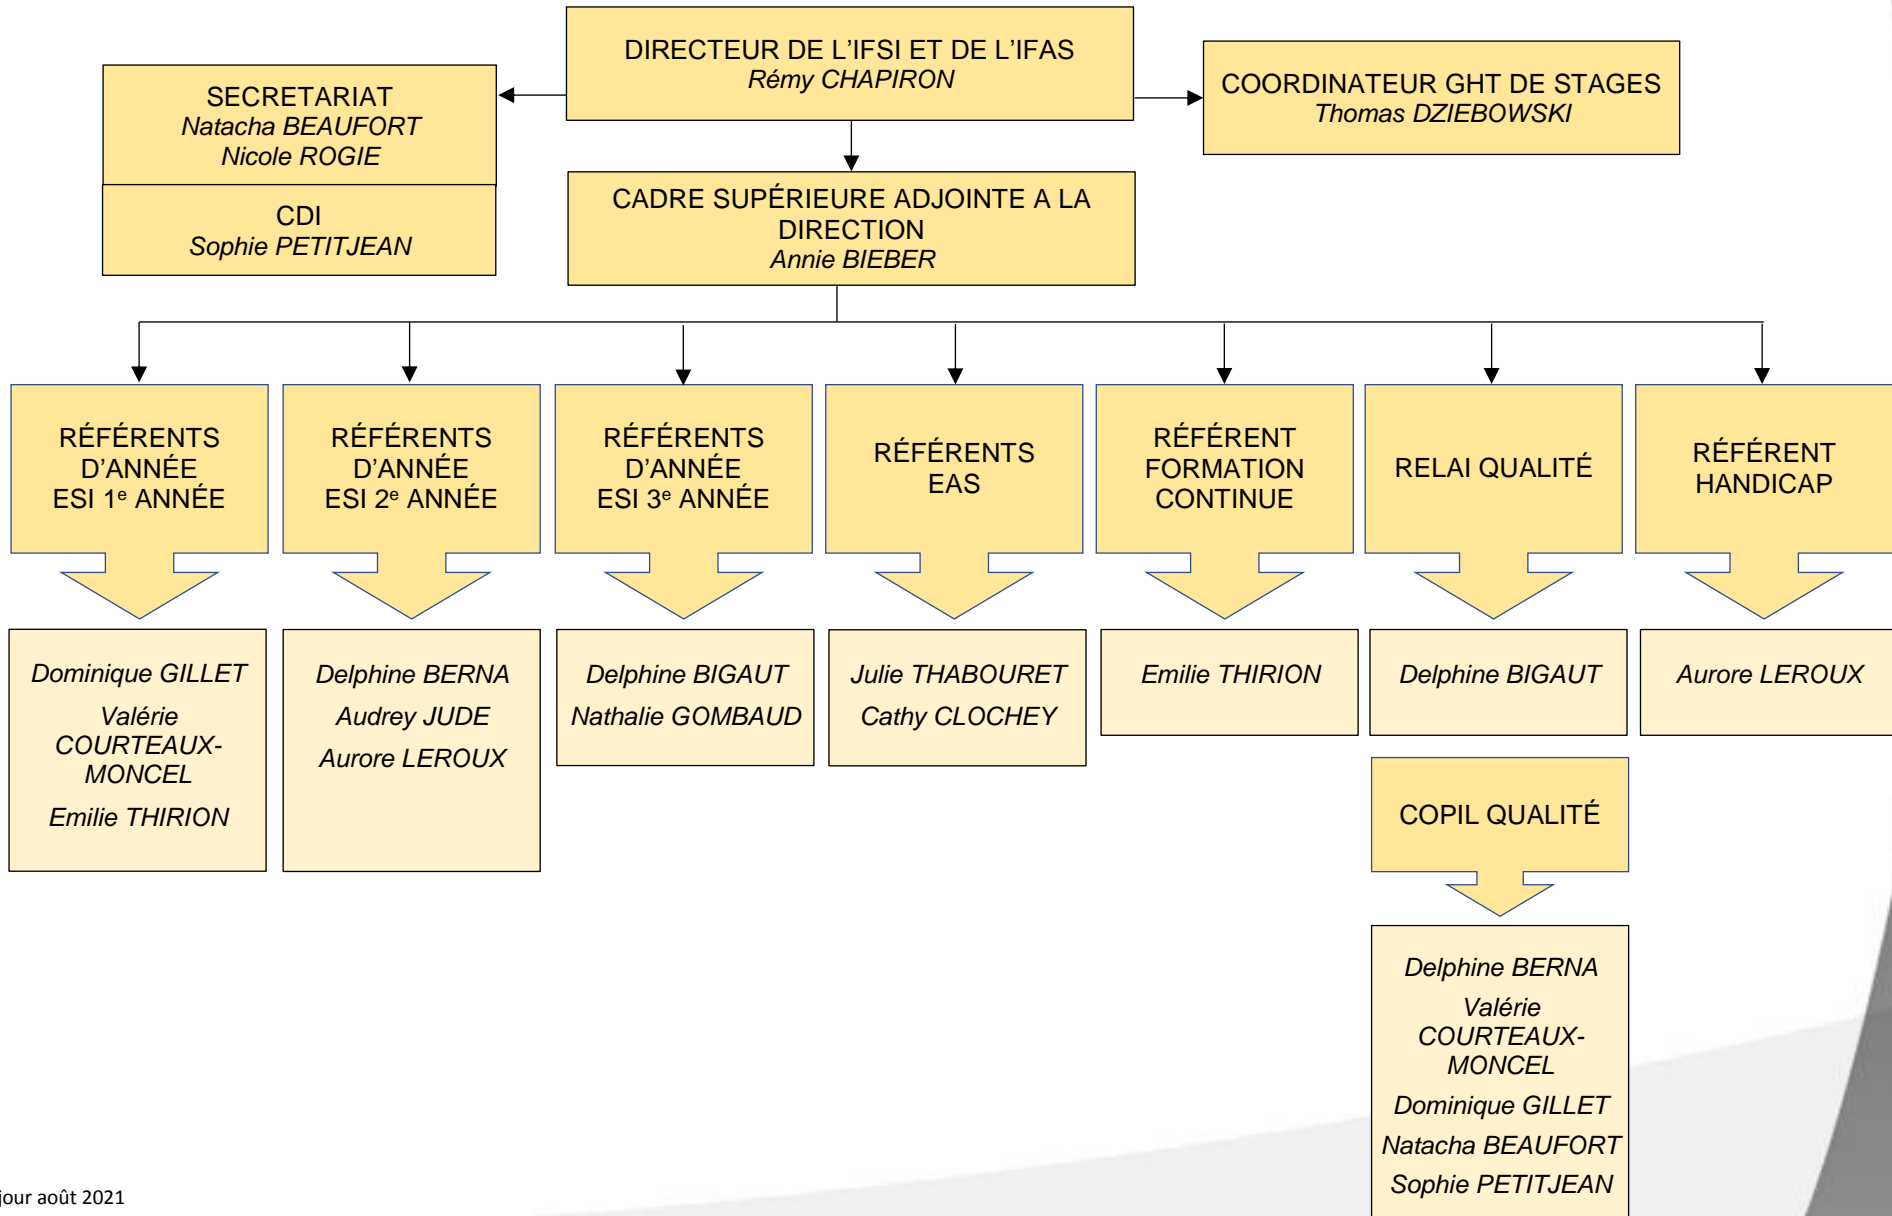 DIRECTEUR DE L'IFSI ET DE L'IFAS
Rémy CHAPIRON
SECRETARIAT
Natacha BEAUFORT
Nicole ROGIE
CDI
Sophie PETITJEAN
COORDINATEUR GHT DE STAGES
Thomas DZIEBOWSKI
CADRE SUPÉRIEURE ADJOINTE A LA
DIRECTION
Annie BIEBER
RÉFÉRENTS
D'ANNÉE
ESI 1e ANNÉE
Dominique GILLET
Valérie
COURTEAUX-
MONCEL
Emilie THIRION
RÉFÉRENTS
D'ANNÉE
ESI 2e ANNÉE
Delphine BERNA
Audrey JUDE
Aurore LEROUX
RÉFÉRENTS
D'ANNÉE
ESI 3e ANNÉE
Delphine BIGAUT
Nathalie GOMBAUD
RÉFÉRENTS
EAS
Julie THABOURET
Cathy CLOCHEY
RÉFÉRENT
FORMATION
CONTINUE
Emilie THIRION
RELAI QUALITÉ
Delphine BIGAUT
COPIL QUALITÉ
Delphine BERNA
Valérie
COURTEAUX-
MONCEL
Dominique GILLET
Natacha BEAUFORT
Sophie PETITJEAN
RÉFÉRENT
HANDICAP
Aurore LEROUX
jour août 2021